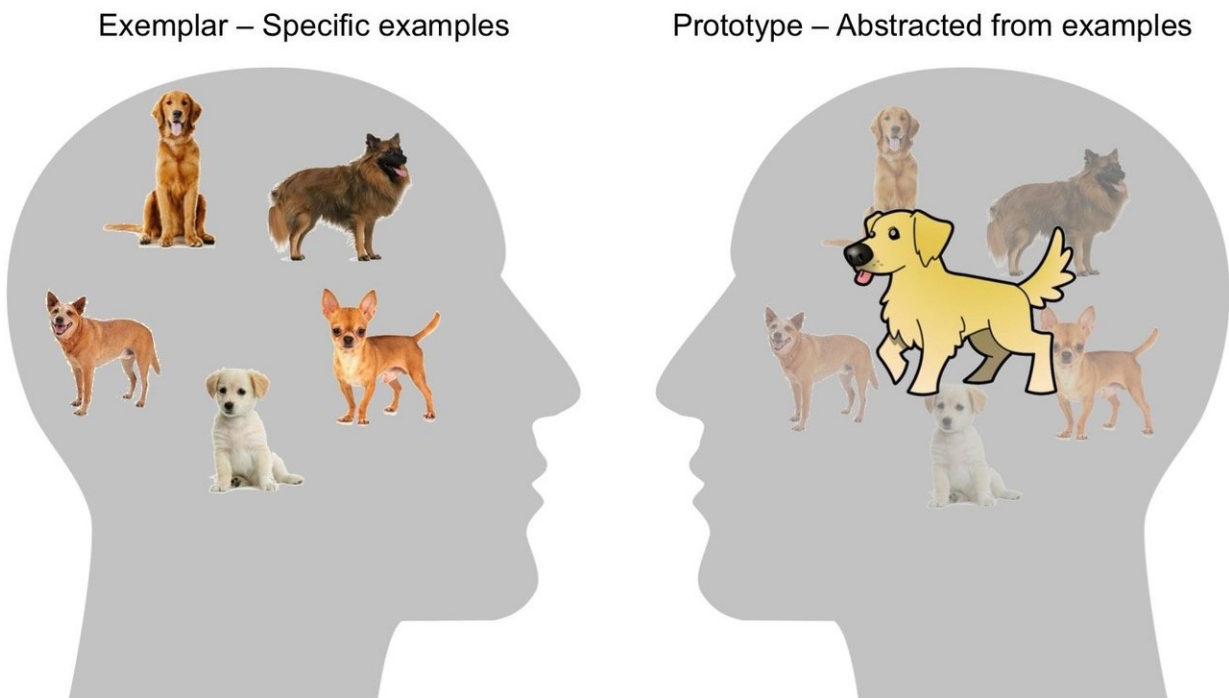 Exemplar – Specific examples
Prototype – Abstracted from examples